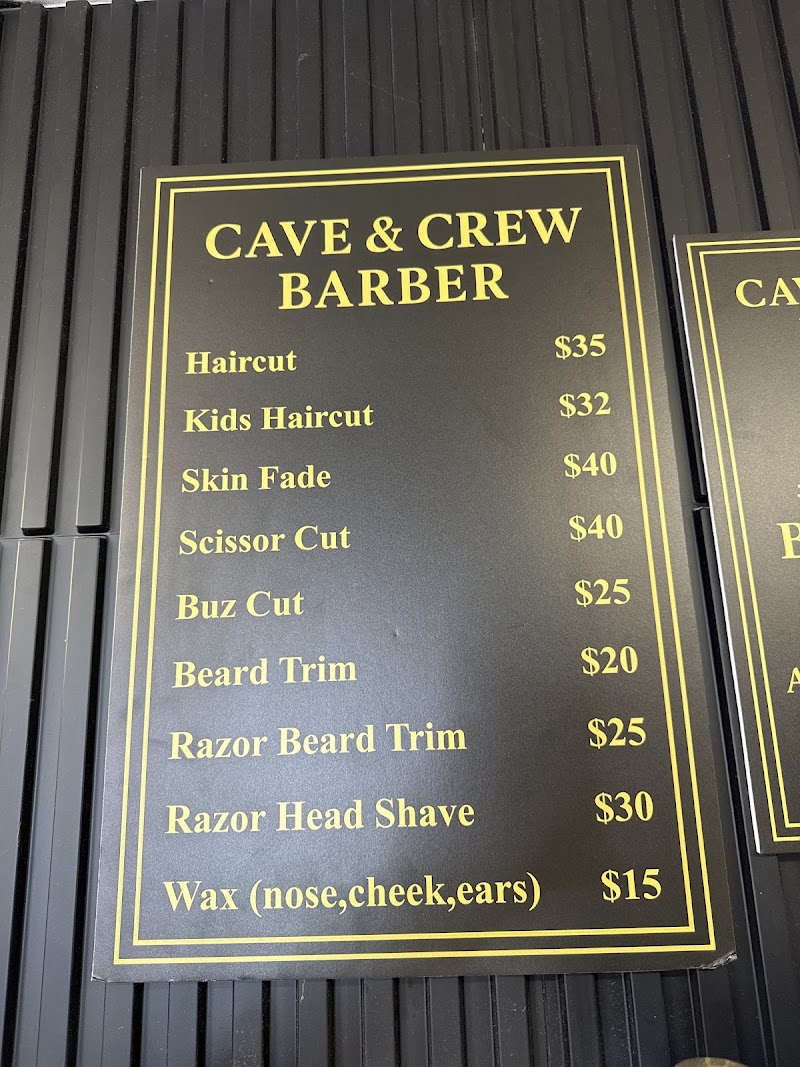 CAVE & CREW
BARBER
Haircut $35
Kids Haircut $32
Skin Fade $40
Scissor Cut $40
Buz Cut $25
Beard Trim $20
Razor Beard Trim $25
Razor Head Shave $30
Wax (nose,cheek,ears) $15